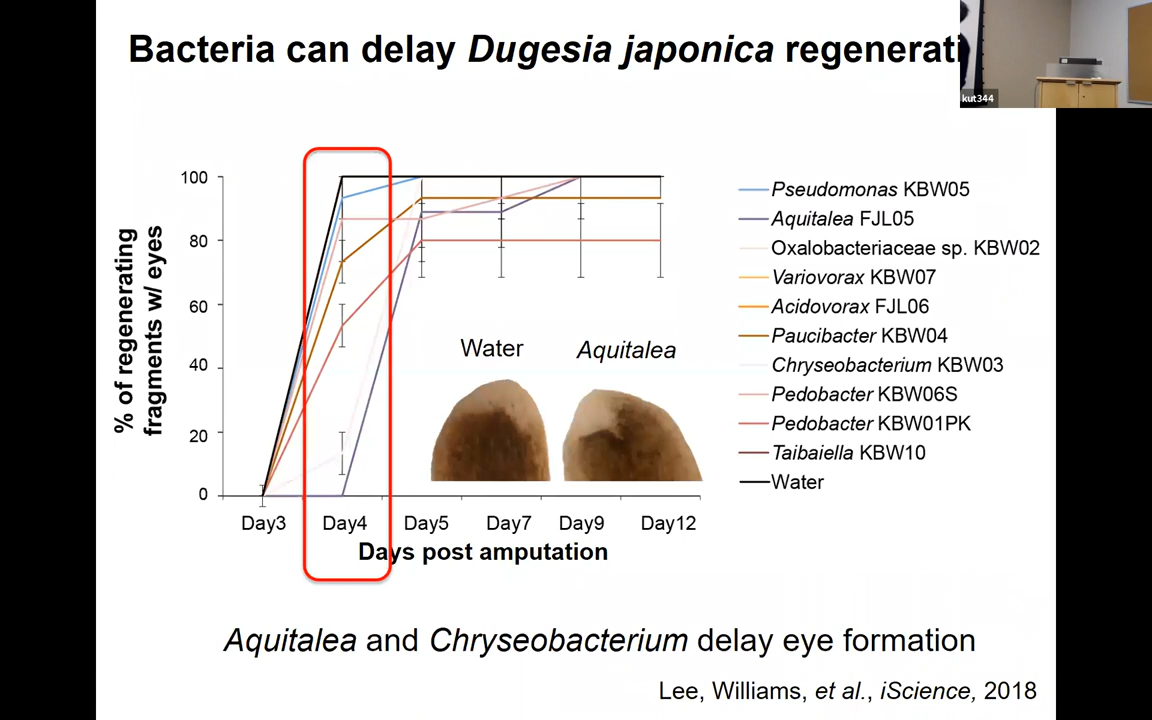 Bacteria can delay Dugesia japonica regenerati
kut344
% of regenerating
fragments w/ eyes
100
80
60
40
20
0
Day3 Day4 Day5 Day7 Day9 Day12
Days post amputation
Water Aquitalea
Pseudomonas KBW05
Aquitalea FJL05
Oxalobacteriaceae sp. KBW02
Variovorax KBW07
Acidovorax FJL06
Paucibacter KBW04
Chryseobacterium KBW03
Pedobacter KBW06S
Pedobacter KBW01PK
Taibaiella KBW10
Water
Aquitalea and Chryseobacterium delay eye formation
Lee, Williams, et al., iScience, 2018